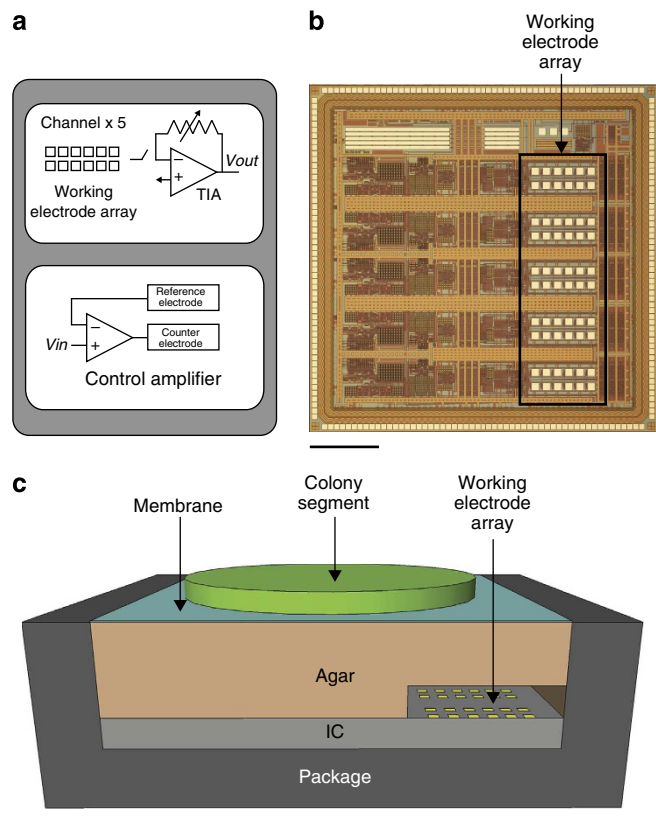 a
Channel x 5
Working
electrode array
−
+
Vout
TIA
Reference
electrode
Counter
electrode
−
+
Vin
Control amplifier
b
Working
electrode
array
c
Membrane
Colony
segment
Working
electrode
array
Agar
IC
Package